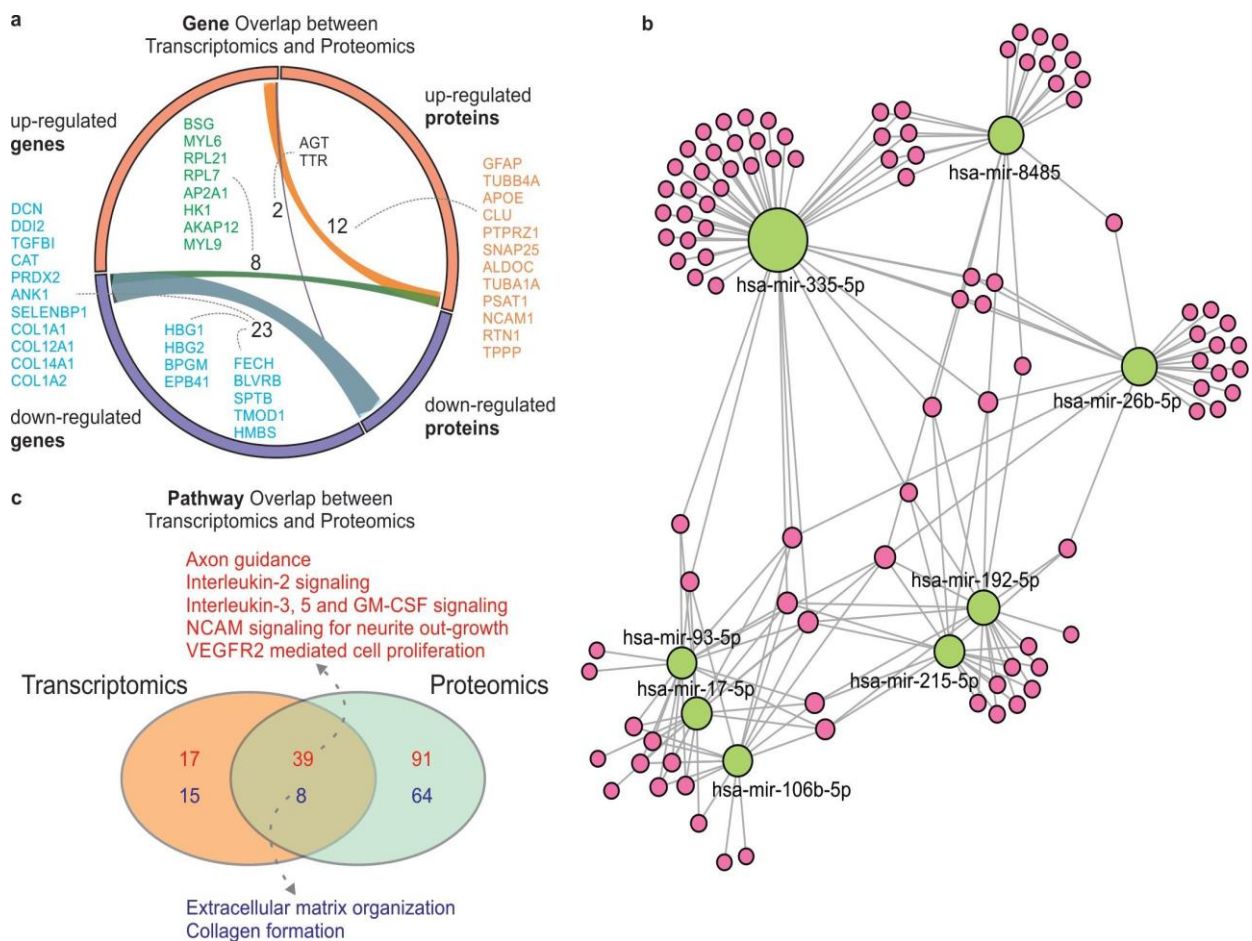 a
Gene Overlap between
Transcriptomics and Proteomics
up-regulated
genes
up-regulated
proteins
BSG
MYL6
RPL21
RPL7
AP2A1
HK1
AKAP12
MYL9
AGT
TTR
2
12
8
23
GFAP
TUBB4A
APOE
CLU
PTPRZ1
SNAP25
ALDOC
TUBA1A
PSAT1
NCAM1
RTN1
TPPP
DCN
DDI2
TGFBI
CAT
PRDX2
ANK1
SELENBP1
COL1A1
COL12A1
COL14A1
COL1A2
HBG1
HBG2
BPGM
EPB41
FECH
BLVRB
SPTB
TMOD1
HMBS
down-regulated
genes
down-regulated
proteins
b
hsa-mir-8485
hsa-mir-335-5p
hsa-mir-26b-5p
hsa-mir-192-5p
hsa-mir-93-5p
hsa-mir-17-5p
hsa-mir-215-5p
hsa-mir-106b-5p
c
Pathway Overlap between
Transcriptomics and Proteomics
Axon guidance
Interleukin-2 signaling
Interleukin-3, 5 and GM-CSF signaling
NCAM signaling for neurite out-growth
VEGFR2 mediated cell proliferation
Transcriptomics
Proteomics
17 39 91
15 8 64
Extracellular matrix organization
Collagen formation